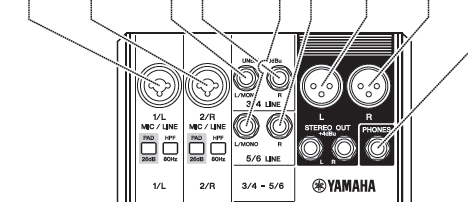 L/MONO R
3/4 LINE
1/L 2/R
MIC / LINE MIC / LINE
L/MONO R
5/6 LINE
PAD HPF PAD HPF
26dB 80Hz 26dB 80Hz
L R
STEREO OUT
+4dBu
PHONES
L R
1/L 2/R 3/4 - 5/6
YAMAHA